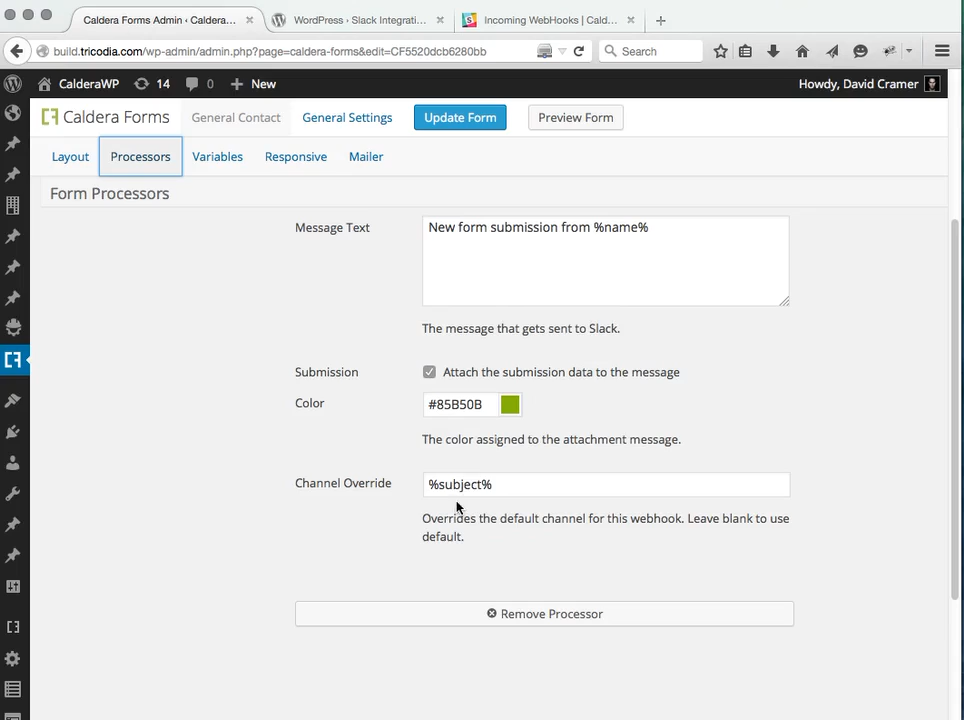 Caldera Forms Admin ‹ Caldera...
WordPress › Slack Integrati...
Incoming WebHooks | Cald...
build.tricodia.com/wp-admin/admin.php?page=caldera-forms&edit=CF5520dcb6280bb
Search
CalderaWP
14
0
New
Howdy, David Cramer
Caldera Forms
General Contact
General Settings
Update Form
Preview Form
Layout
Processors
Variables
Responsive
Mailer
Form Processors
Message Text
New form submission from %name%
The message that gets sent to Slack.
Submission
Attach the submission data to the message
Color
#85B50B
The color assigned to the attachment message.
Channel Override
%subject%
Overrides the default channel for this webhook. Leave blank to use
default.
Remove Processor